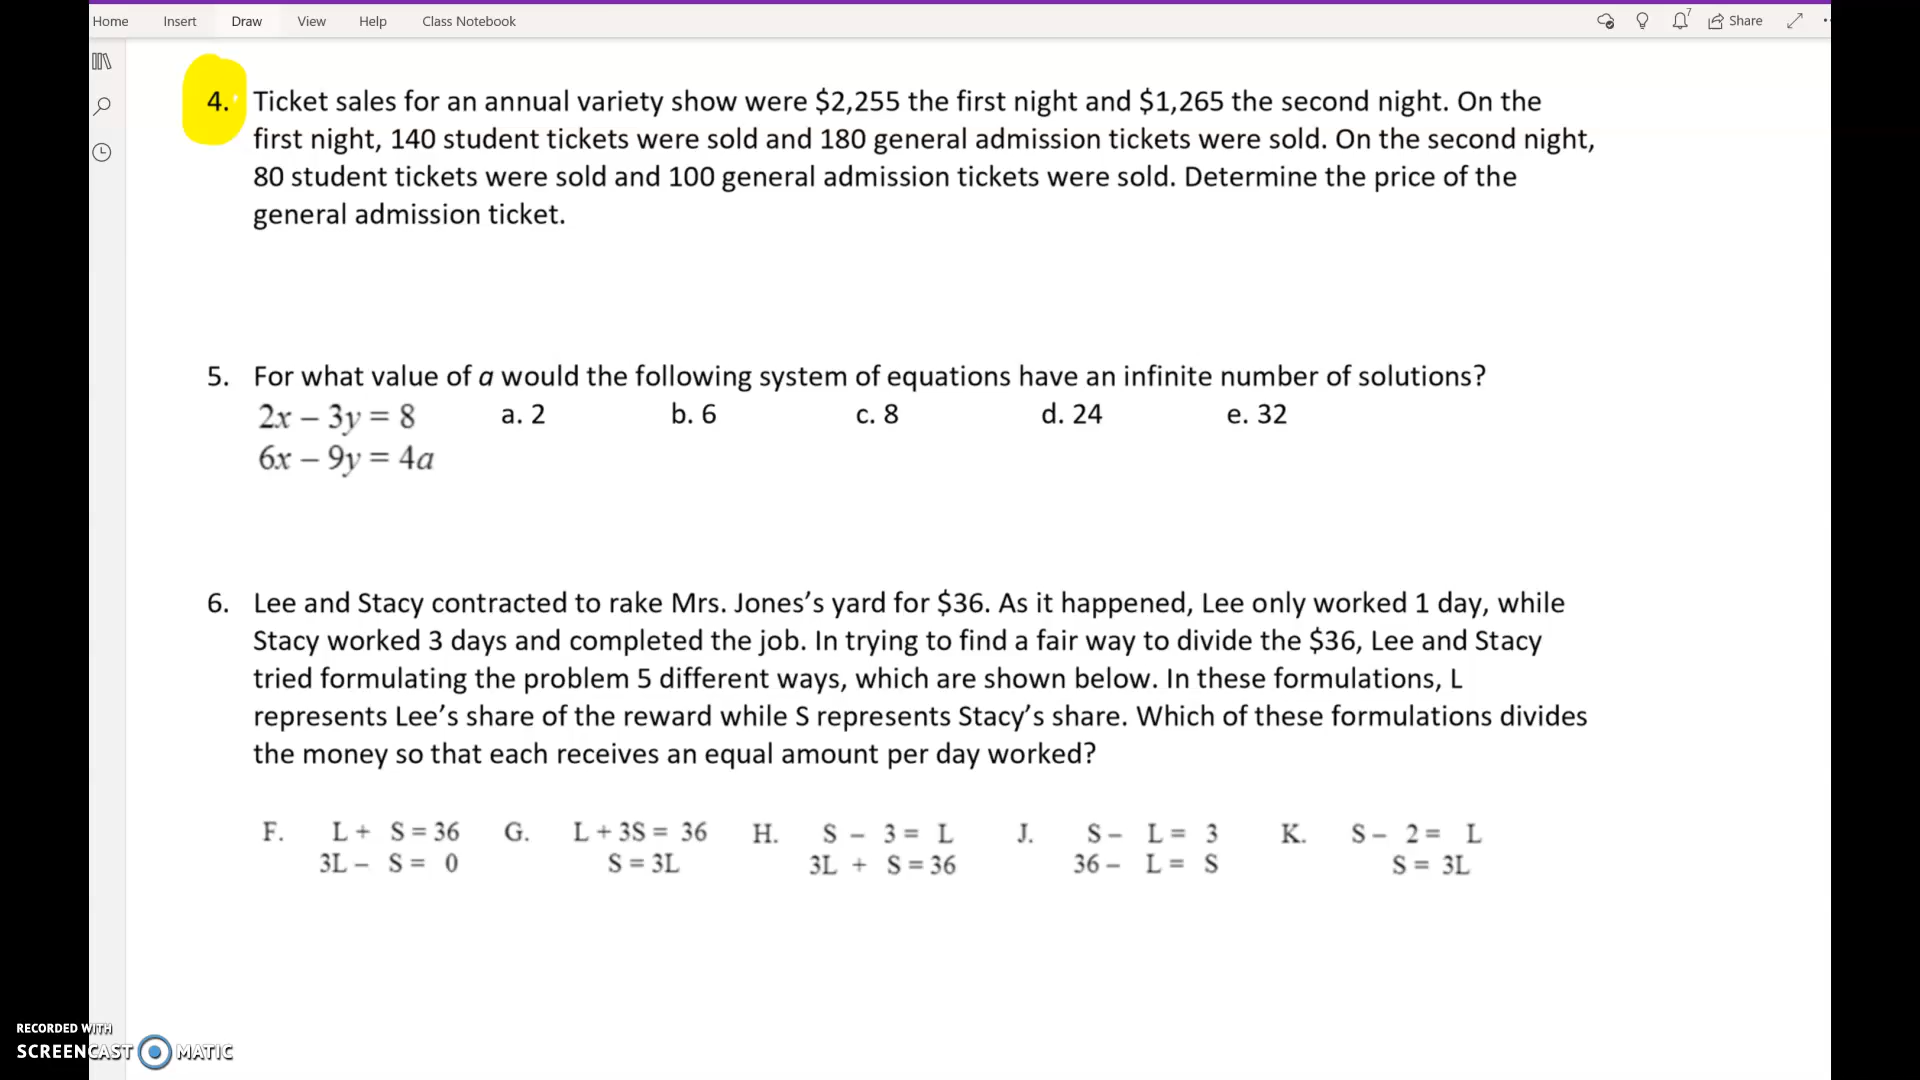 Home Insert Draw View Help Class Notebook 7 Share
4. Ticket sales for an annual variety show were $2,255 the first night and $1,265 the second night. On the
first night, 140 student tickets were sold and 180 general admission tickets were sold. On the second night,
80 student tickets were sold and 100 general admission tickets were sold. Determine the price of the
general admission ticket.
5. For what value of a would the following system of equations have an infinite number of solutions?
2x – 3y = 8 a. 2 b. 6 c. 8 d. 24 e. 32
6x – 9y = 4a
6. Lee and Stacy contracted to rake Mrs. Jones’s yard for $36. As it happened, Lee only worked 1 day, while
Stacy worked 3 days and completed the job. In trying to find a fair way to divide the $36, Lee and Stacy
tried formulating the problem 5 different ways, which are shown below. In these formulations, L
represents Lee’s share of the reward while S represents Stacy’s share. Which of these formulations divides
the money so that each receives an equal amount per day worked?
F. L + S = 36 G. L + 3S = 36 H. S – 3 = L J. S – L = 3 K. S – 2 = L
3L – S = 0 S = 3L 3L + S = 36 36 – L = S S = 3L
RECORDED WITH
SCREENCAST MATIC